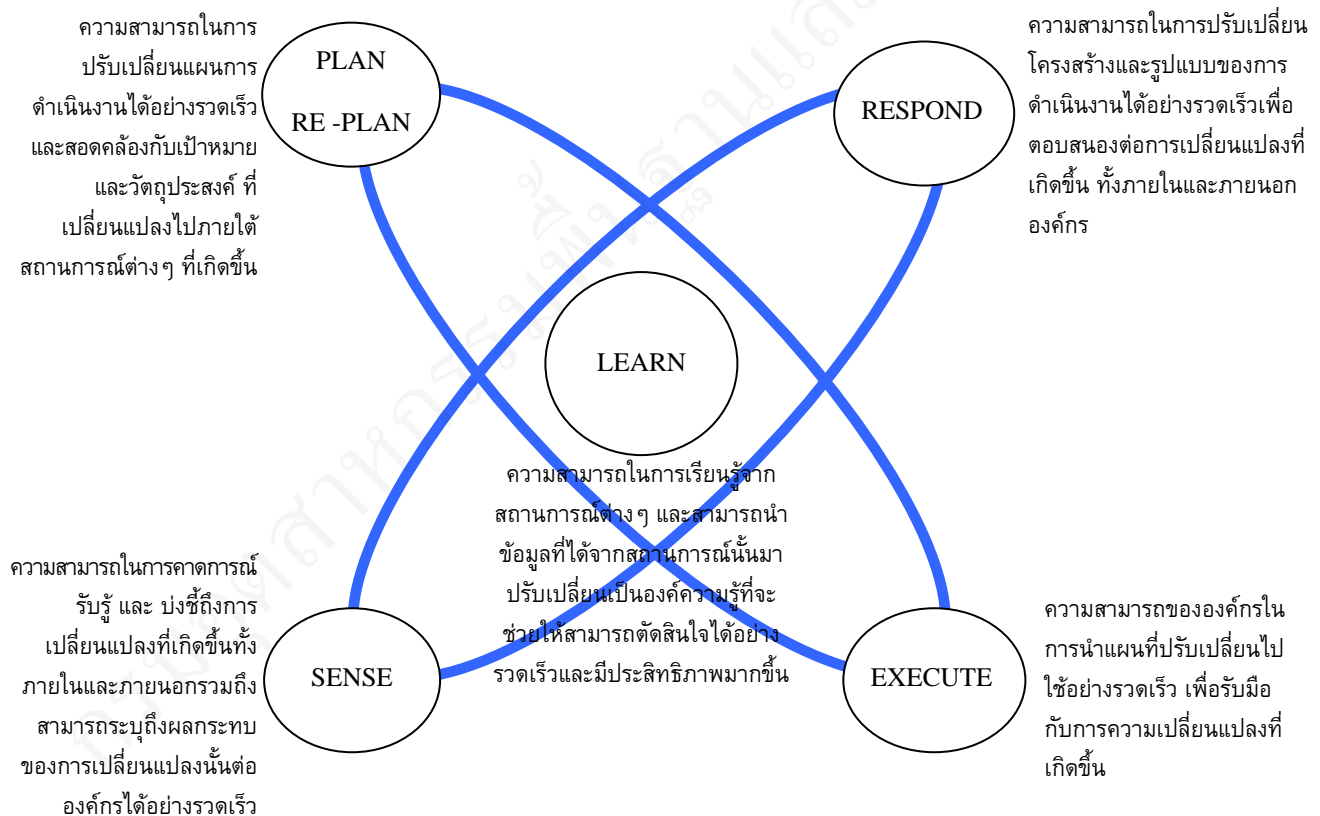 ความสามารถในการ
ปรับเปลี่ยนแผนการ
ดำเนินงานได้อย่างรวดเร็ว
และสอดคล้องกับเป้าหมาย
และวัตถุประสงค์ ที่
เปลี่ยนแปลงไปภายใต้
สถานการณ์ต่างๆ ที่เกิดขึ้น
PLAN
RE -PLAN
RESPOND
ความสามารถในการปรับเปลี่ยน
โครงสร้างและรูปแบบของการ
ดำเนินงานได้อย่างรวดเร็วเพื่อ
ตอบสนองต่อการเปลี่ยนแปลงที่
เกิดขึ้น ทั้งภายในและภายนอก
องค์กร
LEARN
ความสามารถในการเรียนรู้จาก
สถานการณ์ต่างๆ และสามารถนำ
ข้อมูลที่ได้จากสถานการณ์นั้นมา
ปรับเปลี่ยนเป็นองค์ความรู้ที่จะ
ช่วยให้สามารถตัดสินใจได้อย่าง
รวดเร็วและมีประสิทธิภาพมากขึ้น
ความสามารถในการคาดการณ์
รับรู้ และ บ่งชี้ถึงการ
เปลี่ยนแปลงที่เกิดขึ้นทั้ง
ภายในและภายนอกรวมถึง
สามารถระบุถึงผลกระทบ
ของการเปลี่ยนแปลงนั้นต่อ
องค์กรได้อย่างรวดเร็ว
SENSE
EXECUTE
ความสามารถขององค์กรใน
การนำแผนที่ปรับเปลี่ยนไป
ใช้อย่างรวดเร็ว เพื่อรับมือ
กับการความเปลี่ยนแปลงที่
เกิดขึ้น